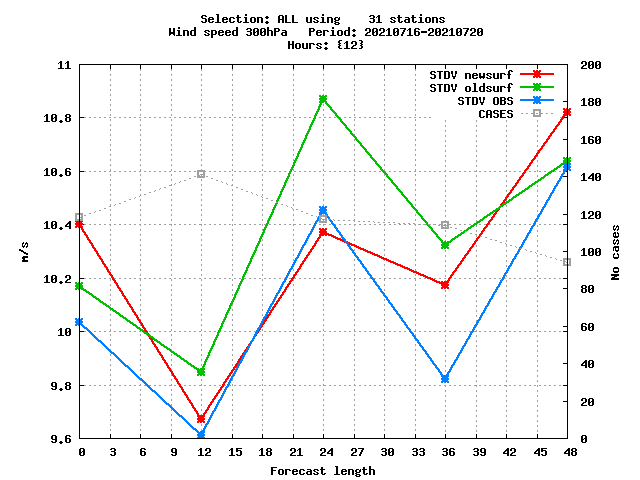 Selection: ALL using    31 stations
Wind speed 300hPa   Period: 20210716-20210720
Hours: {12}
STDV newsurf
STDV oldsurf
STDV OBS
CASES
11
10.8
10.6
10.4
10.2
10
9.8
9.6
m/s
200
180
160
140
120
100
80
60
40
20
0
No cases
0 3 6 9 12 15 18 21 24 27 30 33 36 39 42 45 48
Forecast length